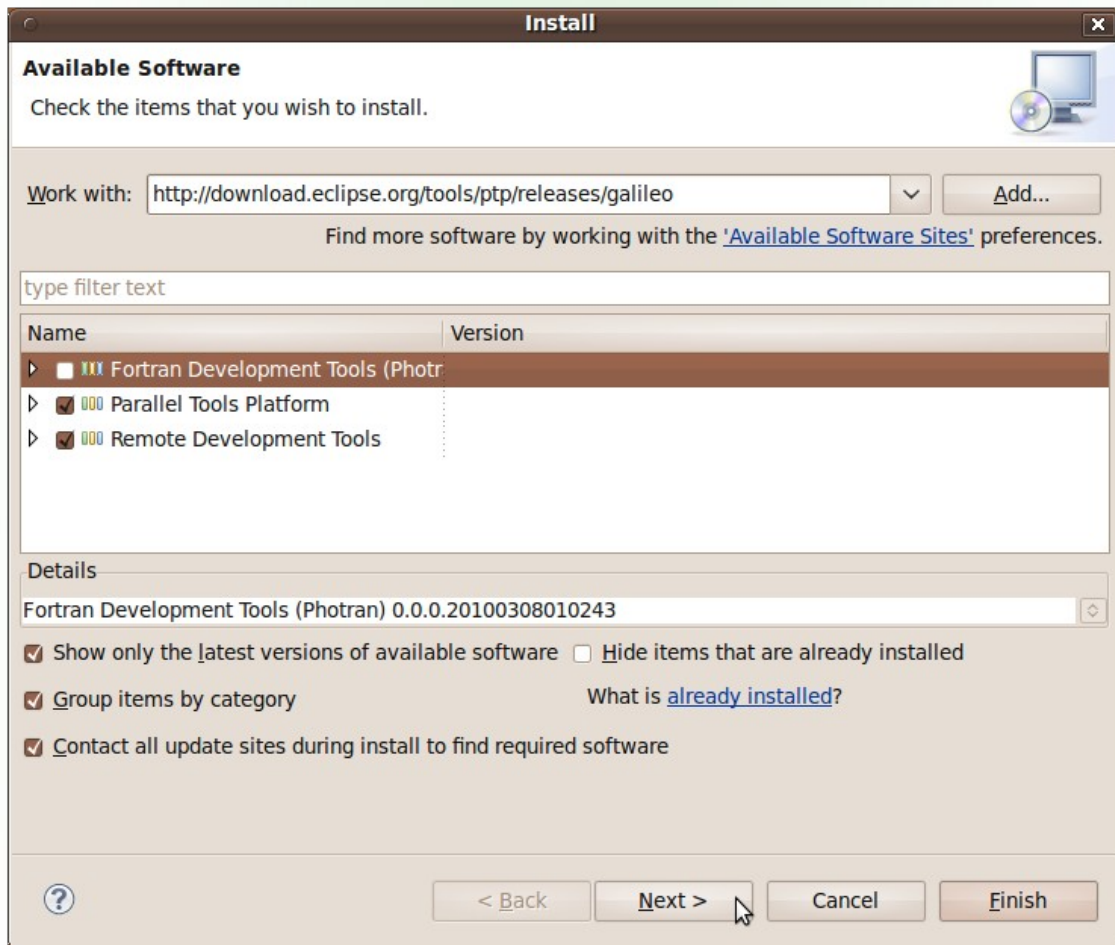 Install
Available Software
Check the items that you wish to install.
Work with: http://download.eclipse.org/tools/ptp/releases/galileo Add...
Find more software by working with the 'Available Software Sites' preferences.
type filter text
Name Version
Fortran Development Tools (Photr
Parallel Tools Platform
Remote Development Tools
Details
Fortran Development Tools (Photran) 0.0.0.20100308010243
Show only the latest versions of available software Hide items that are already installed
Group items by category What is already installed?
Contact all update sites during install to find required software
? < Back Next > Cancel Finish